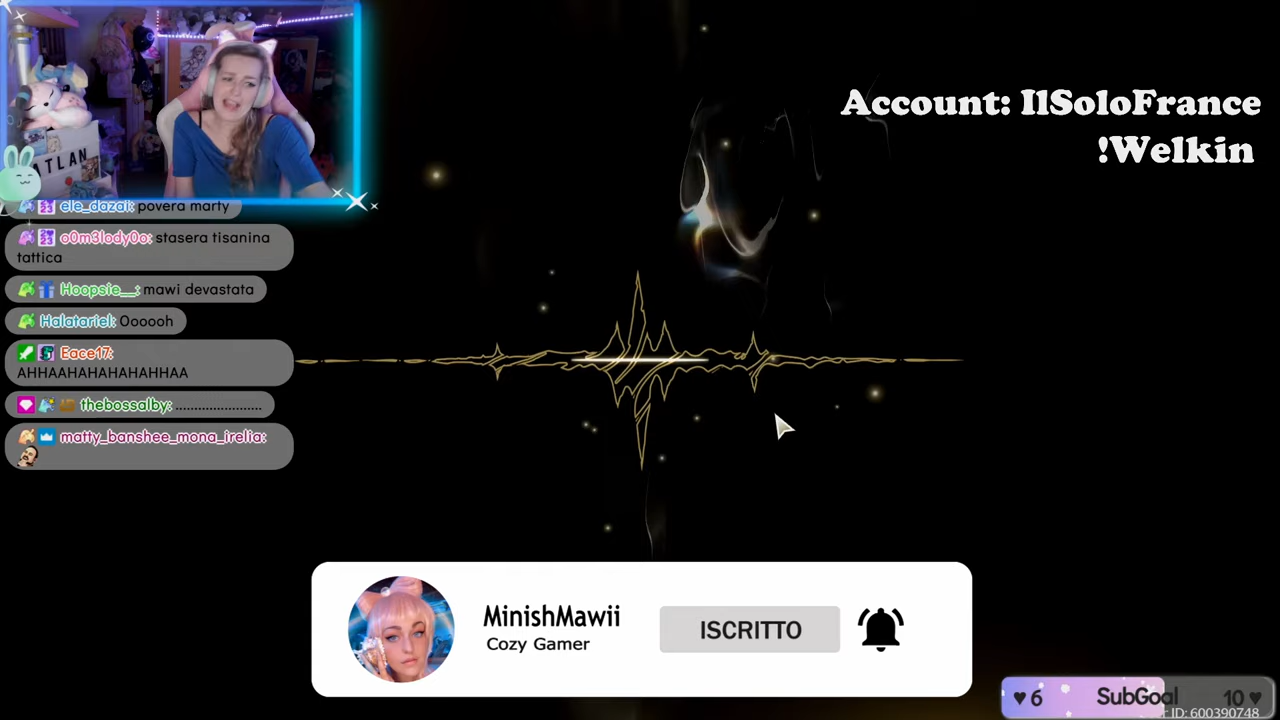 ATLAN
Account: IlSoloFrance
!Welkin
ele_dazai: povera marty
o0m3lody0o: stasera tisanina
tattica
Hoopsie__: mawi devastata
Halatariel: Oooooh
Eace17:
AHHAAHAHAHAHAHHAA
thebossalby: ........................
matty_banshee_mona_irelia:
MinishMawii
Cozy Gamer
ISCRITTO
♥ 6 SubGoal 10 ♥
ID: 600390748